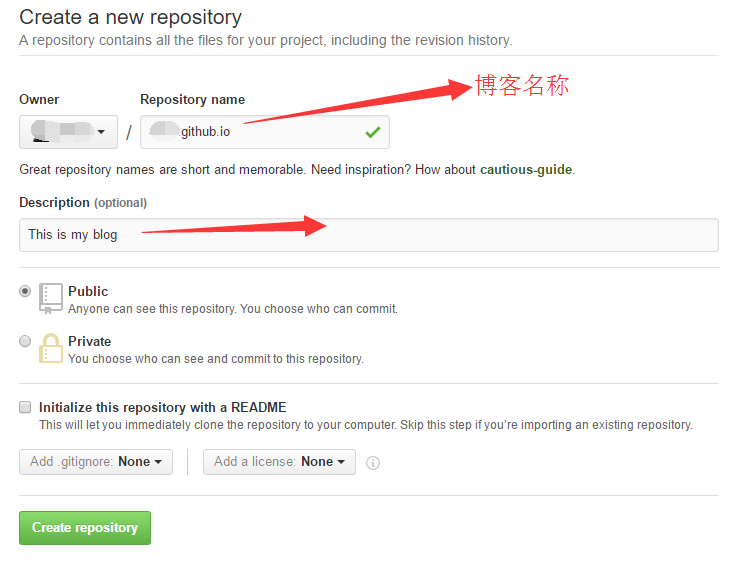 Create a new repository
A repository contains all the files for your project, including the revision history.
博客名称
Owner Repository name
/ github.io
Great repository names are short and memorable. Need inspiration? How about cautious-guide.
Description (optional)
This is my blog
Public
Anyone can see this repository. You choose who can commit.
Private
You choose who can see and commit to this repository.
Initialize this repository with a README
This will let you immediately clone the repository to your computer. Skip this step if you’re importing an existing repository.
Add .gitignore: None Add a license: None
Create repository